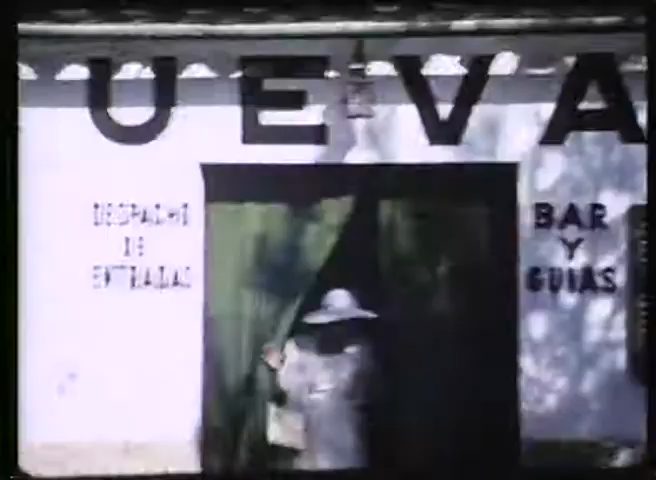 UEVA
DESPACHO
DE
ENTRADAS
BAR
Y
GUIAS